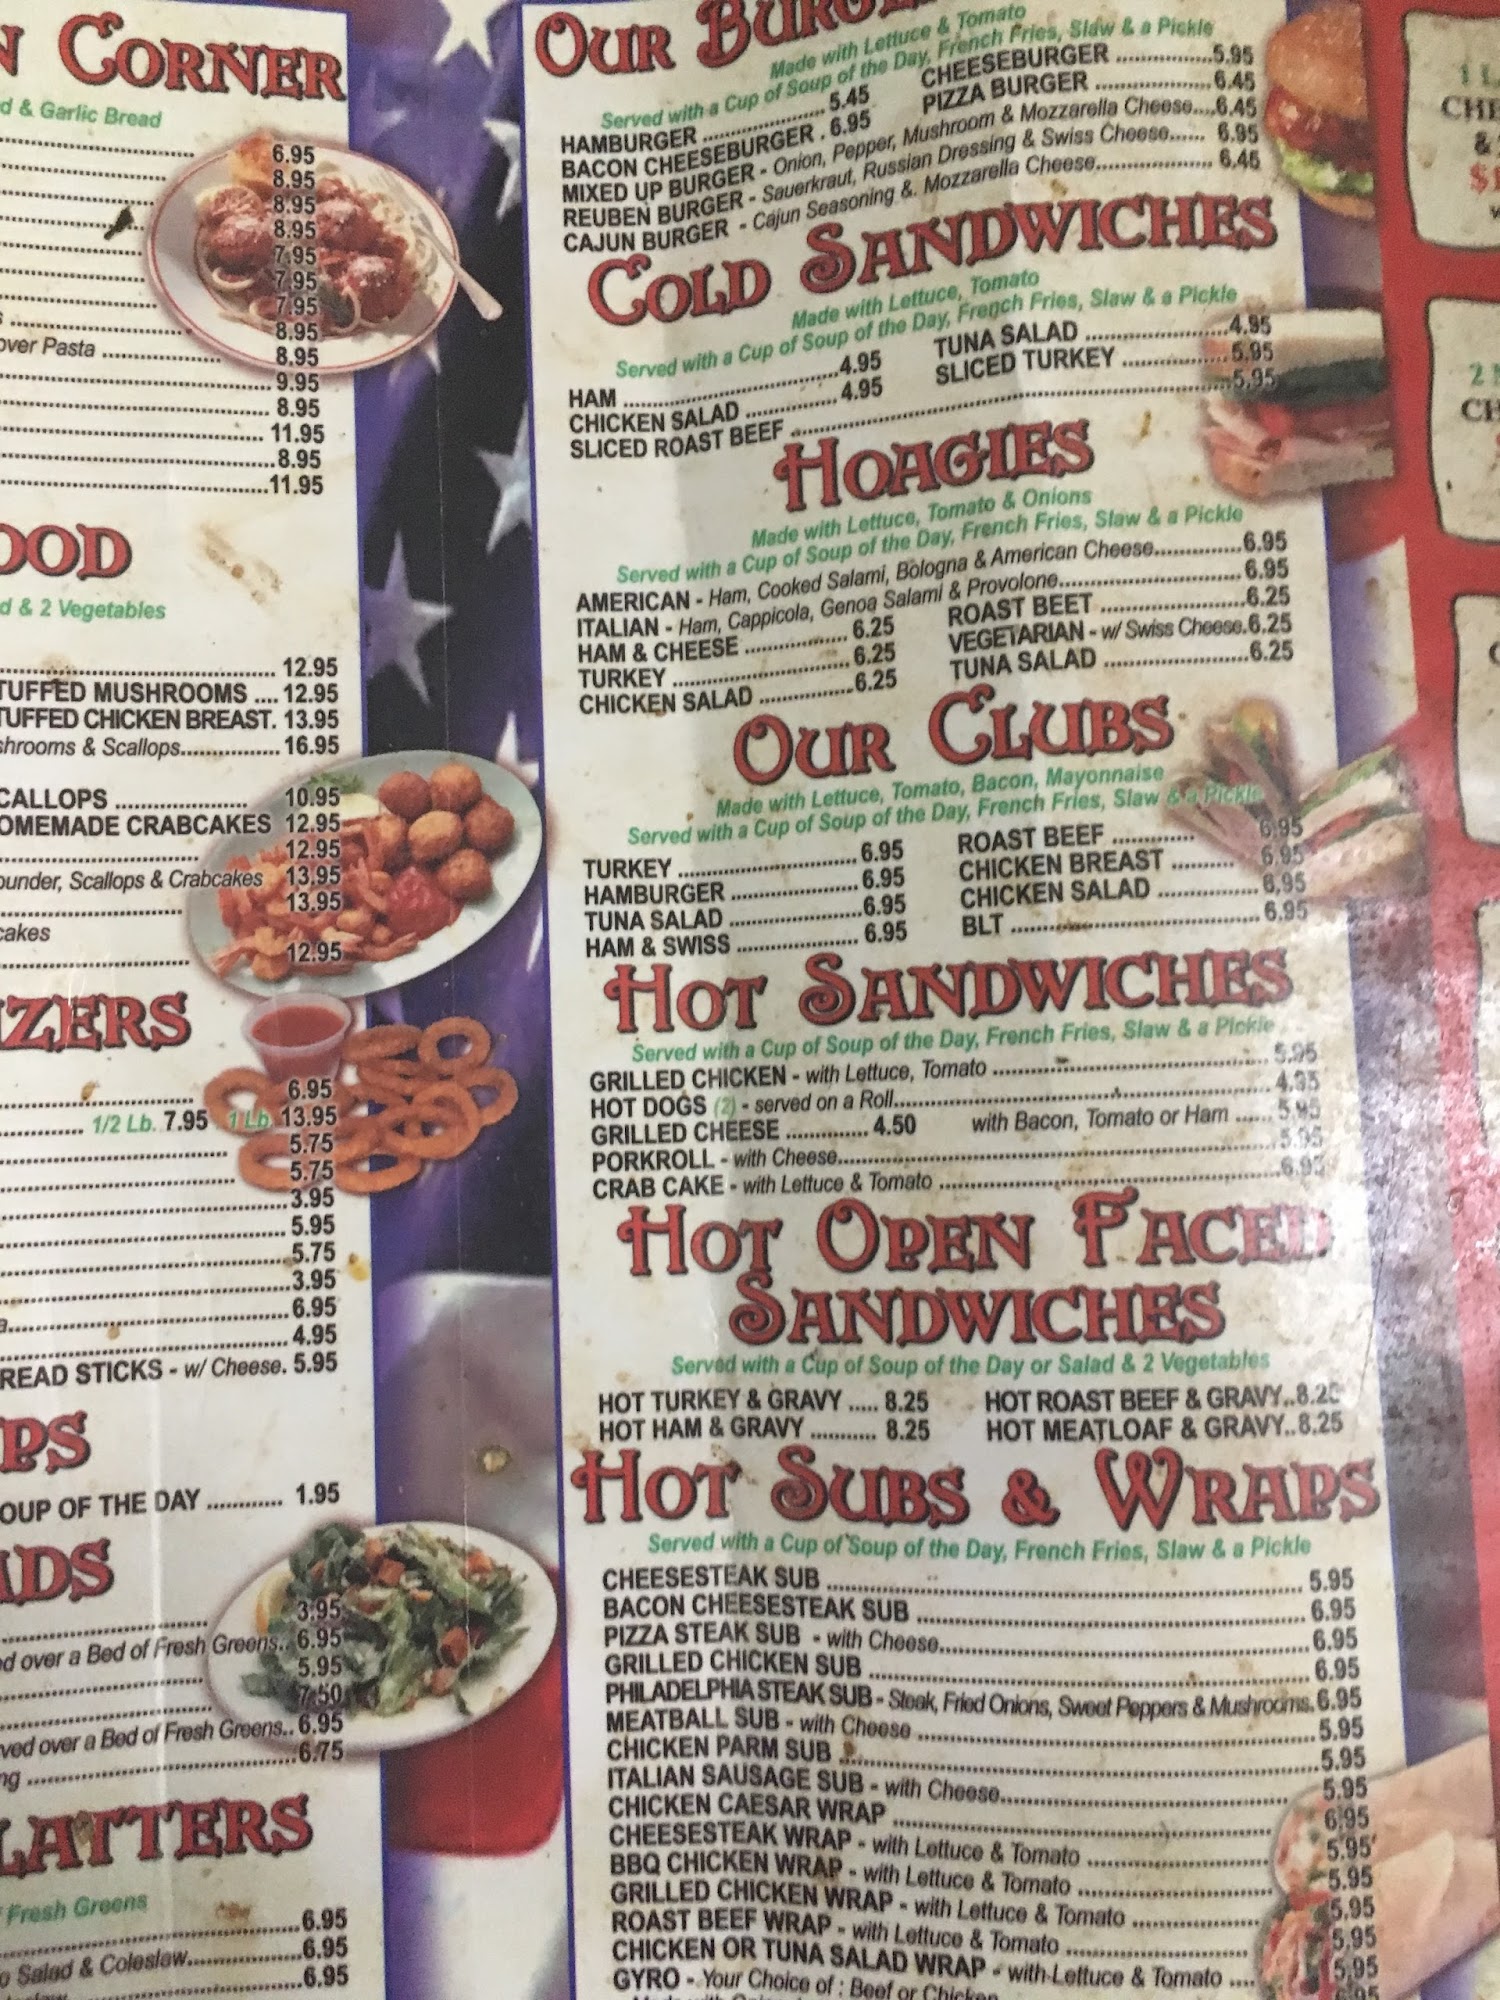 N CORNER
d & Garlic Bread
6.95
8.95
8.95
8.95
7.95
7.95
7.95
8.95
over Pasta 8.95
9.95
8.95
11.95
8.95
11.95
OOD
d & 2 Vegetables
12.95
TUFFED MUSHROOMS .... 12.95
TUFFED CHICKEN BREAST. 13.95
shrooms & Scallops 16.95
CALLOPS 10.95
OMEMADE CRABCAKES 12.95
12.95
ounder, Scallops & Crabcakes 13.95
13.95
cakes
12.95
IZERS
6.95
1/2 Lb. 7.95 1 Lb 13.95
5.75
5.75
3.95
5.95
5.75
3.95
6.95
4.95
READ STICKS - w/ Cheese. 5.95
PS
OUP OF THE DAY 1.95
ADS
3.95
d over a Bed of Fresh Greens.. 6.95
5.95
7.50
ved over a Bed of Fresh Greens.. 6.95
ng 6.75
LATTERS
Fresh Greens
6.95
o Salad & Coleslaw 6.95
6.95
OUR BURGE
Made with Lettuce & Tomato
Served with a Cup of Soup of the Day, French Fries, Slaw & a Pickle
HAMBURGER 5.45 CHEESEBURGER 5.95
BACON CHEESEBURGER . 6.95 PIZZA BURGER 6.45
MIXED UP BURGER - Onion, Pepper, Mushroom & Mozzarella Cheese....6.45
REUBEN BURGER - Sauerkraut, Russian Dressing & Swiss Cheese...... 6.95
CAJUN BURGER - Cajun Seasoning &. Mozzarella Cheese 6.45
COLD SANDWICHES
Made with Lettuce, Tomato
Served with a Cup of Soup of the Day, French Fries, Slaw & a Pickle
HAM 4.95 TUNA SALAD 4.95
CHICKEN SALAD 4.95 SLICED TURKEY 5.95
SLICED ROAST BEEF 5.95
HOAGIES
Made with Lettuce, Tomato & Onions
Served with a Cup of Soup of the Day, French Fries, Slaw & a Pickle
AMERICAN - Ham, Cooked Salami, Bologna & American Cheese 6.95
ITALIAN - Ham, Cappicola, Genoa Salami & Provolone 6.95
HAM & CHEESE 6.25 ROAST BEET 6.25
TURKEY 6.25 VEGETARIAN - w/ Swiss Cheese.6.25
CHICKEN SALAD 6.25 TUNA SALAD 6.25
OUR CLUBS
Made with Lettuce, Tomato, Bacon, Mayonnaise
Served with a Cup of Soup of the Day, French Fries, Slaw & a Pickle
TURKEY 6.95 ROAST BEEF 6.95
HAMBURGER 6.95 CHICKEN BREAST 6.95
TUNA SALAD 6.95 CHICKEN SALAD 6.95
HAM & SWISS 6.95 BLT 6.95
HOT SANDWICHES
Served with a Cup of Soup of the Day, French Fries, Slaw & a Pickle
GRILLED CHICKEN - with Lettuce, Tomato 5.95
HOT DOGS (2) - served on a Roll 4.95
GRILLED CHEESE 4.50 with Bacon, Tomato or Ham ...... 5.95
PORKROLL - with Cheese 5.95
CRAB CAKE - with Lettuce & Tomato 6.95
HOT OPEN FACED
SANDWICHES
Served with a Cup of Soup of the Day or Salad & 2 Vegetables
HOT TURKEY & GRAVY ..... 8.25 HOT ROAST BEEF & GRAVY..8.25
HOT HAM & GRAVY 8.25 HOT MEATLOAF & GRAVY..8.25
HOT SUBS & WRAPS
Served with a Cup of Soup of the Day, French Fries, Slaw & a Pickle
CHEESESTEAK SUB 5.95
BACON CHEESESTEAK SUB 6.95
PIZZA STEAK SUB - with Cheese 6.95
GRILLED CHICKEN SUB 6.95
PHILADELPHIA STEAK SUB - Steak, Fried Onions, Sweet Peppers & Mushrooms. 6.95
MEATBALL SUB - with Cheese 5.95
CHICKEN PARM SUB 5.95
ITALIAN SAUSAGE SUB - with Cheese 5.95
CHICKEN CAESAR WRAP 6.95
CHEESESTEAK WRAP - with Lettuce & Tomato 5.95
BBQ CHICKEN WRAP - with Lettuce & Tomato 5.95
GRILLED CHICKEN WRAP - with Lettuce & Tomato 5.95
ROAST BEEF WRAP - with Lettuce & Tomato 5.95
CHICKEN OR TUNA SALAD WRAP - with Lettuce & Tomato .... 5.95
GYRO - Your Choice of : Beef or Chicken 6.95
1 L
CHE
&
2
CH